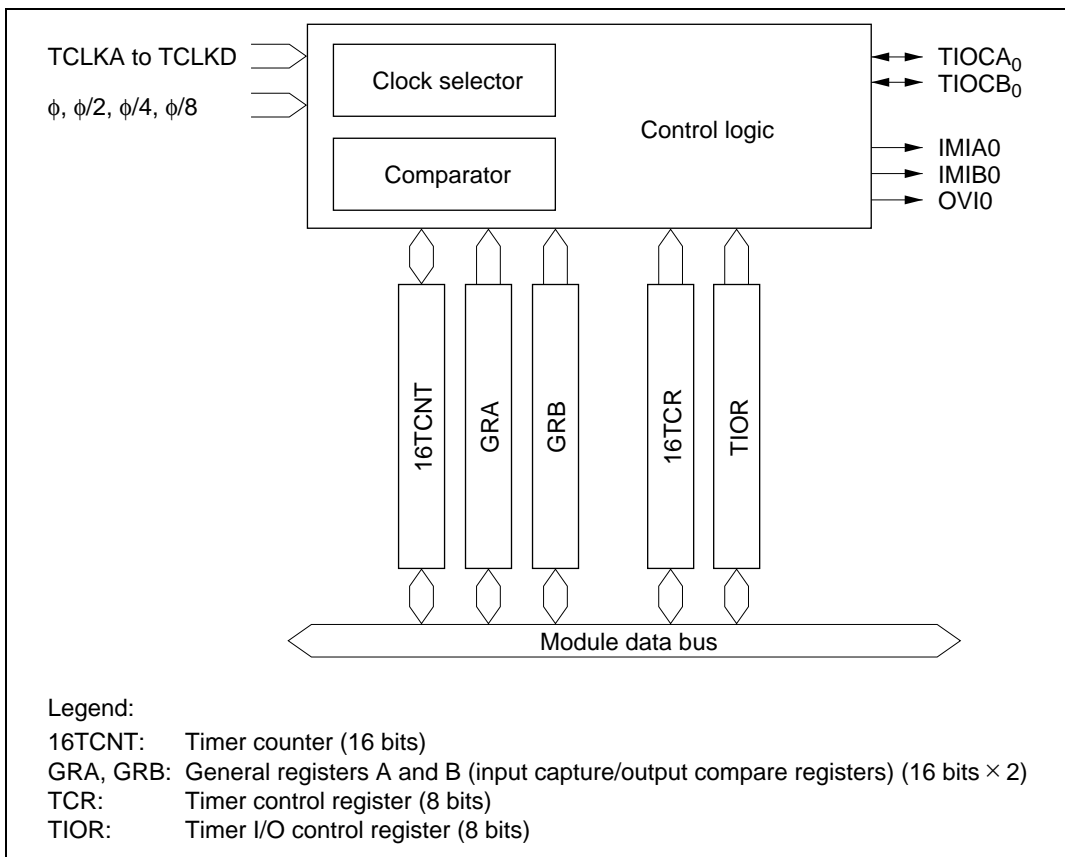 TCLKA to TCLKD
ϕ, ϕ/2, ϕ/4, ϕ/8
Clock selector
Comparator
Control logic
TIOCA0
TIOCB0
IMIA0
IMIB0
OVI0
16TCNT
GRA
GRB
16TCR
TIOR
Module data bus
Legend:
16TCNT: Timer counter (16 bits)
GRA, GRB: General registers A and B (input capture/output compare registers) (16 bits × 2)
TCR: Timer control register (8 bits)
TIOR: Timer I/O control register (8 bits)